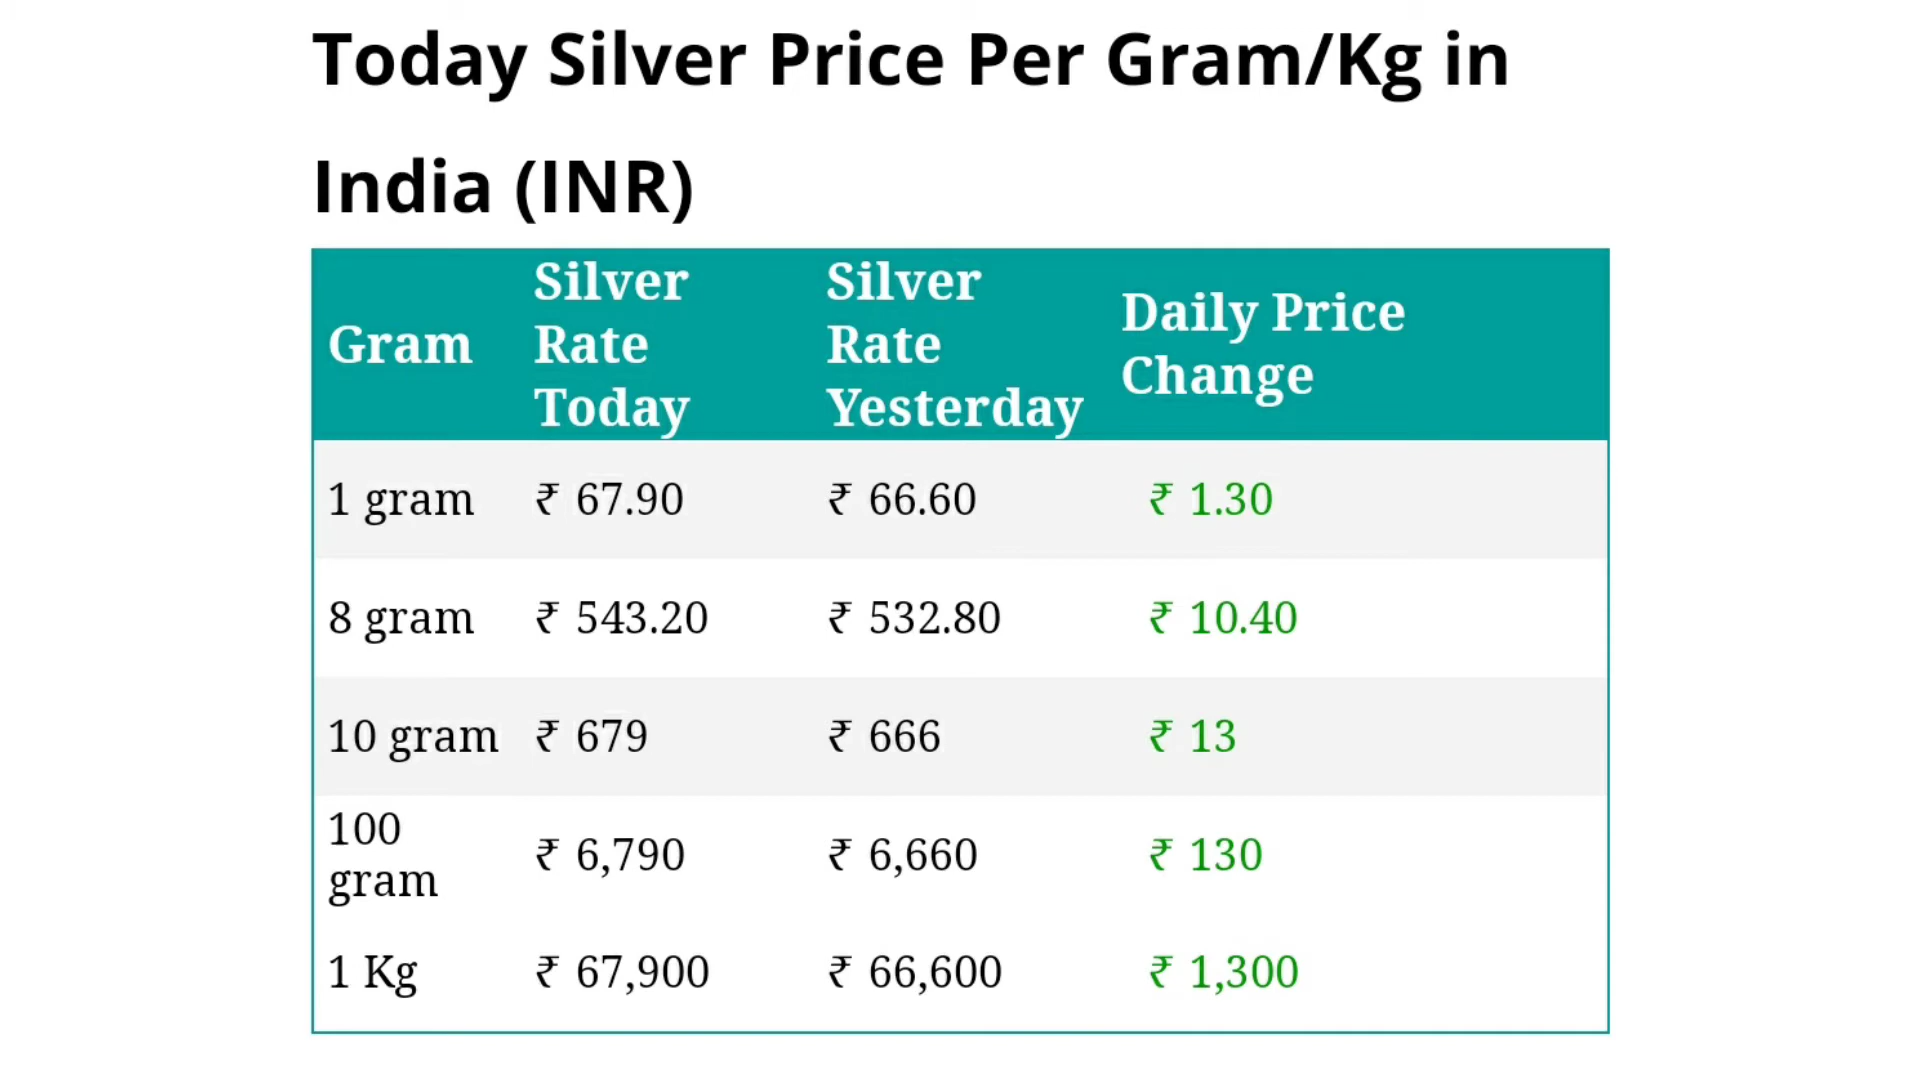 Today Silver Price Per Gram/Kg in
India (INR)
Gram
Silver
Rate
Today
Silver
Rate
Yesterday
Daily Price
Change
1 gram ₹ 67.90 ₹ 66.60 ₹ 1.30
8 gram ₹ 543.20 ₹ 532.80 ₹ 10.40
10 gram ₹ 679 ₹ 666 ₹ 13
100
gram ₹ 6,790 ₹ 6,660 ₹ 130
1 Kg ₹ 67,900 ₹ 66,600 ₹ 1,300